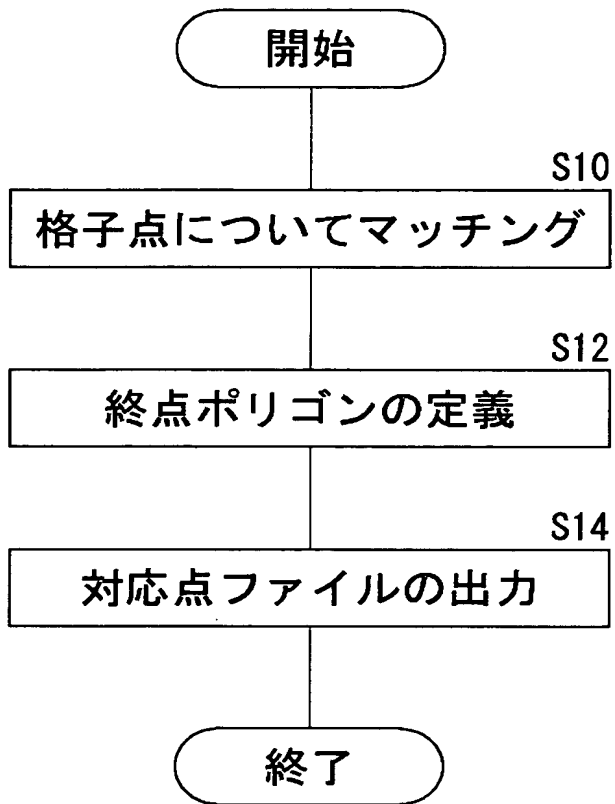 開始
S10
格子点についてマッチング
S12
終点ポリゴンの定義
S14
対応点ファイルの出力
終了